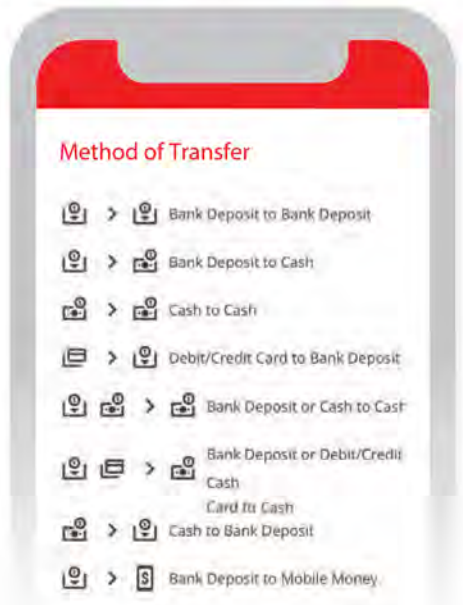 Method of Transfer
Bank Deposit to Bank Deposit
Bank Deposit to Cash
Cash to Cash
Debit/Credit Card to Bank Deposit
Bank Deposit or Cash to Cash
Bank Deposit or Debit/Credit
Cash
Card to Cash
Cash to Bank Deposit
Bank Deposit to Mobile Money